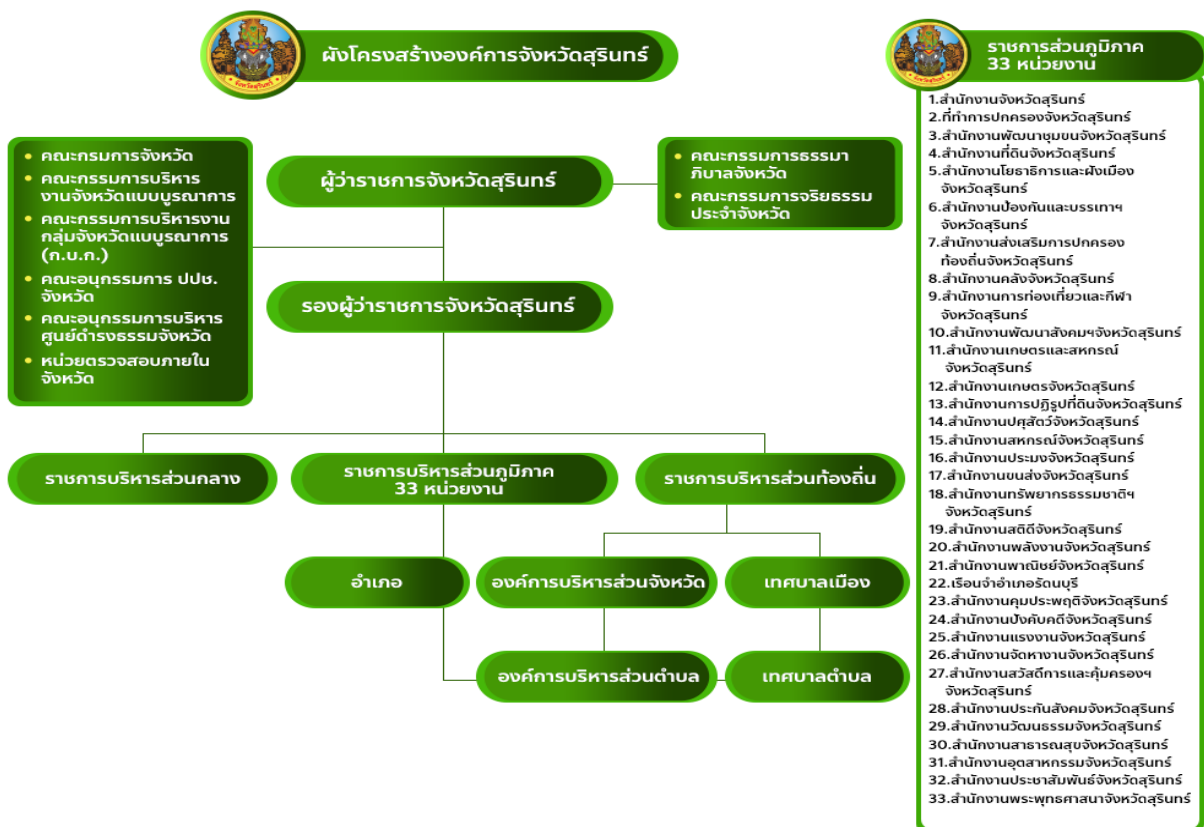 ผังโครงสร้างองค์การจังหวัดสุรินทร์
คณะกรมการจังหวัด
คณะกรรมการบริหาร
งานจังหวัดแบบบูรณาการ
คณะกรรมการบริหารงาน
กลุ่มจังหวัดแบบูรณาการ
(ก.บ.ก.)
คณะอนุกรรมการ ปปช.
จังหวัด
คณะอนุกรรมการบริหาร
ศูนย์ดำรงธรรมจังหวัด
หน่วยตรวจสอบภายใน
จังหวัด
ผู้ว่าราชการจังหวัดสุรินทร์
คณะกรรมการธรรมา
ภิบาลจังหวัด
คณะกรรมการจริยธรรม
ประจำจังหวัด
รองผู้ว่าราชการจังหวัดสุรินทร์
ราชการบริหารส่วนกลาง
ราชการบริหารส่วนภูมิภาค
33 หน่วยงาน
ราชการบริหารส่วนท้องถิ่น
อำเภอ
องค์การบริหารส่วนจังหวัด
เทศบาลเมือง
องค์การบริหารส่วนตำบล
เทศบาลตำบล
ราชการส่วนภูมิภาค
33 หน่วยงาน
1.สำนักงานจังหวัดสุรินทร์
2.ที่ทำการปกครองจังหวัดสุรินทร์
3.สำนักงานพัฒนาชุมขนจังหวัดสุรินทร์
4.สำนักงานที่ดินจังหวัดสุรินทร์
5.สำนักงานโยธาธิการและผังเมือง
จังหวัดสุรินทร์
6.สำนักงานป้องกันและบรรเทาฯ
จังหวัดสุรินทร์
7.สำนักงานส่งเสริมการปกครอง
ท้องถิ่นจังหวัดสุรินทร์
8.สำนักงานคลังจังหวัดสุรินทร์
9.สำนักงานการท่องเที่ยวและกีฬา
จังหวัดสุรินทร์
10.สำนักงานพัฒนาสังคมฯจังหวัดสุรินทร์
11.สำนักงานเกษตรและสหกรณ์
จังหวัดสุรินทร์
12.สำนักงานเกษตรจังหวัดสุรินทร์
13.สำนักงานการปฏิรูปที่ดินจังหวัดสุรินทร์
14.สำนักงานปศุสัตว์จังหวัดสุรินทร์
15.สำนักงานสหกรณ์จังหวัดสุรินทร์
16.สำนักงานประมงจังหวัดสุรินทร์
17.สำนักงานขนส่งจังหวัดสุรินทร์
18.สำนักงานทรัพยากรธรรมชาติฯ
จังหวัดสุรินทร์
19.สำนักงานสถิติจังหวัดสุรินทร์
20.สำนักงานพลังงานจังหวัดสุรินทร์
21.สำนักงานพาณิชย์จังหวัดสุรินทร์
22.เรือนจำอำเภอรัตนบุรี
23.สำนักงานคุมประพฤติจังหวัดสุรินทร์
24.สำนักงานบังคับคดีจังหวัดสุรินทร์
25.สำนักงานแรงงานจังหวัดสุรินทร์
26.สำนักงานจัดหางานจังหวัดสุรินทร์
27.สำนักงานสวัสดีการและคุ้มครองฯ
จังหวัดสุรินทร์
28.สำนักงานประกันสังคมจังหวัดสุรินทร์
29.สำนักงานวัฒนธรรมจังหวัดสุรินทร์
30.สำนักงานสาธารณสุขจังหวัดสุรินทร์
31.สำนักงานอุตสาหกรรมจังหวัดสุรินทร์
32.สำนักงานประชาสัมพันธ์จังหวัดสุรินทร์
33.สำนักงานพระพุทธศาสนาจังหวัดสุรินทร์